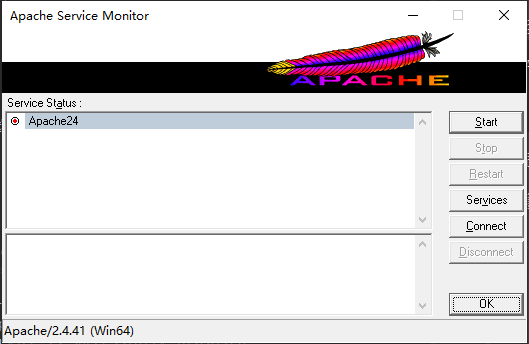 Apache Service Monitor
APACHE
Service Status :
Apache24
Start
Stop
Restart
Services
Connect
Disconnect
OK
Apache/2.4.41 (Win64)